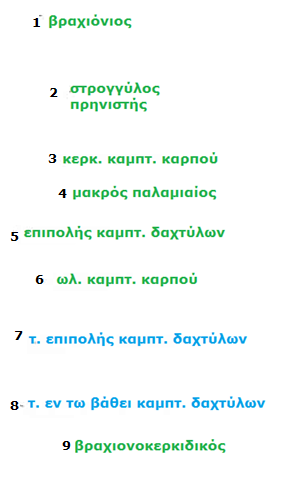 1 βραχιόνιος
2 στρογγύλος
πρηνιστής
3 κερκ. καμπτ. καρπού
4 μακρός παλαμιαίος
5 επιπολής καμπτ. δαχτύλων
6 ωλ. καμπτ. καρπού
7 τ. επιπολής καμπτ. δαχτύλων
8 τ. εν τω βάθει καμπτ. δαχτύλων
9 βραχιονοκερκιδικός